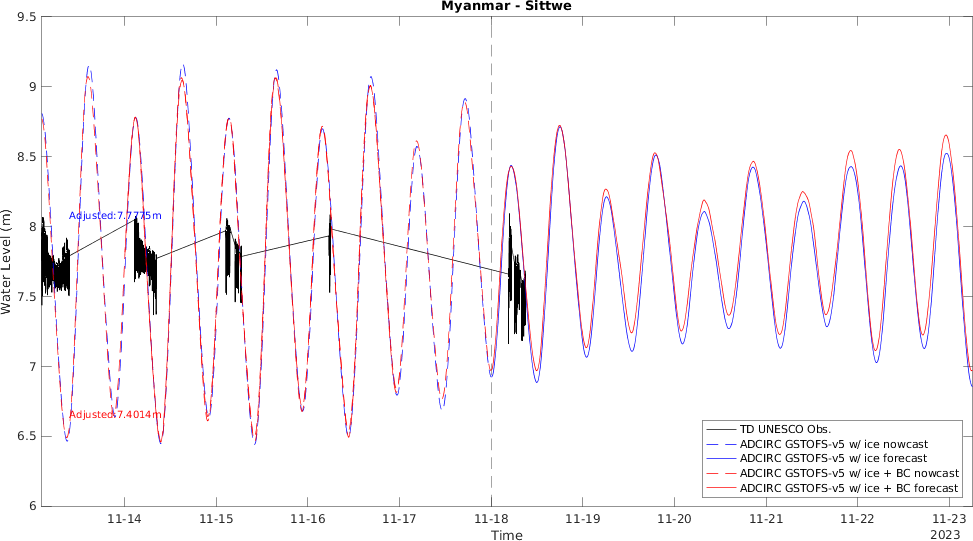 Myanmar - Sittwe
Water Level (m)
9.5
9
8.5
8
7.5
7
6.5
6
Adjusted:7.7775m
Adjusted:7.4014m
TD UNESCO Obs.
ADCIRC GSTOFS-v5 w/ ice nowcast
ADCIRC GSTOFS-v5 w/ ice forecast
ADCIRC GSTOFS-v5 w/ ice + BC nowcast
ADCIRC GSTOFS-v5 w/ ice + BC forecast
11-14 11-15 11-16 11-17 11-18 11-19 11-20 11-21 11-22 11-23
2023
Time